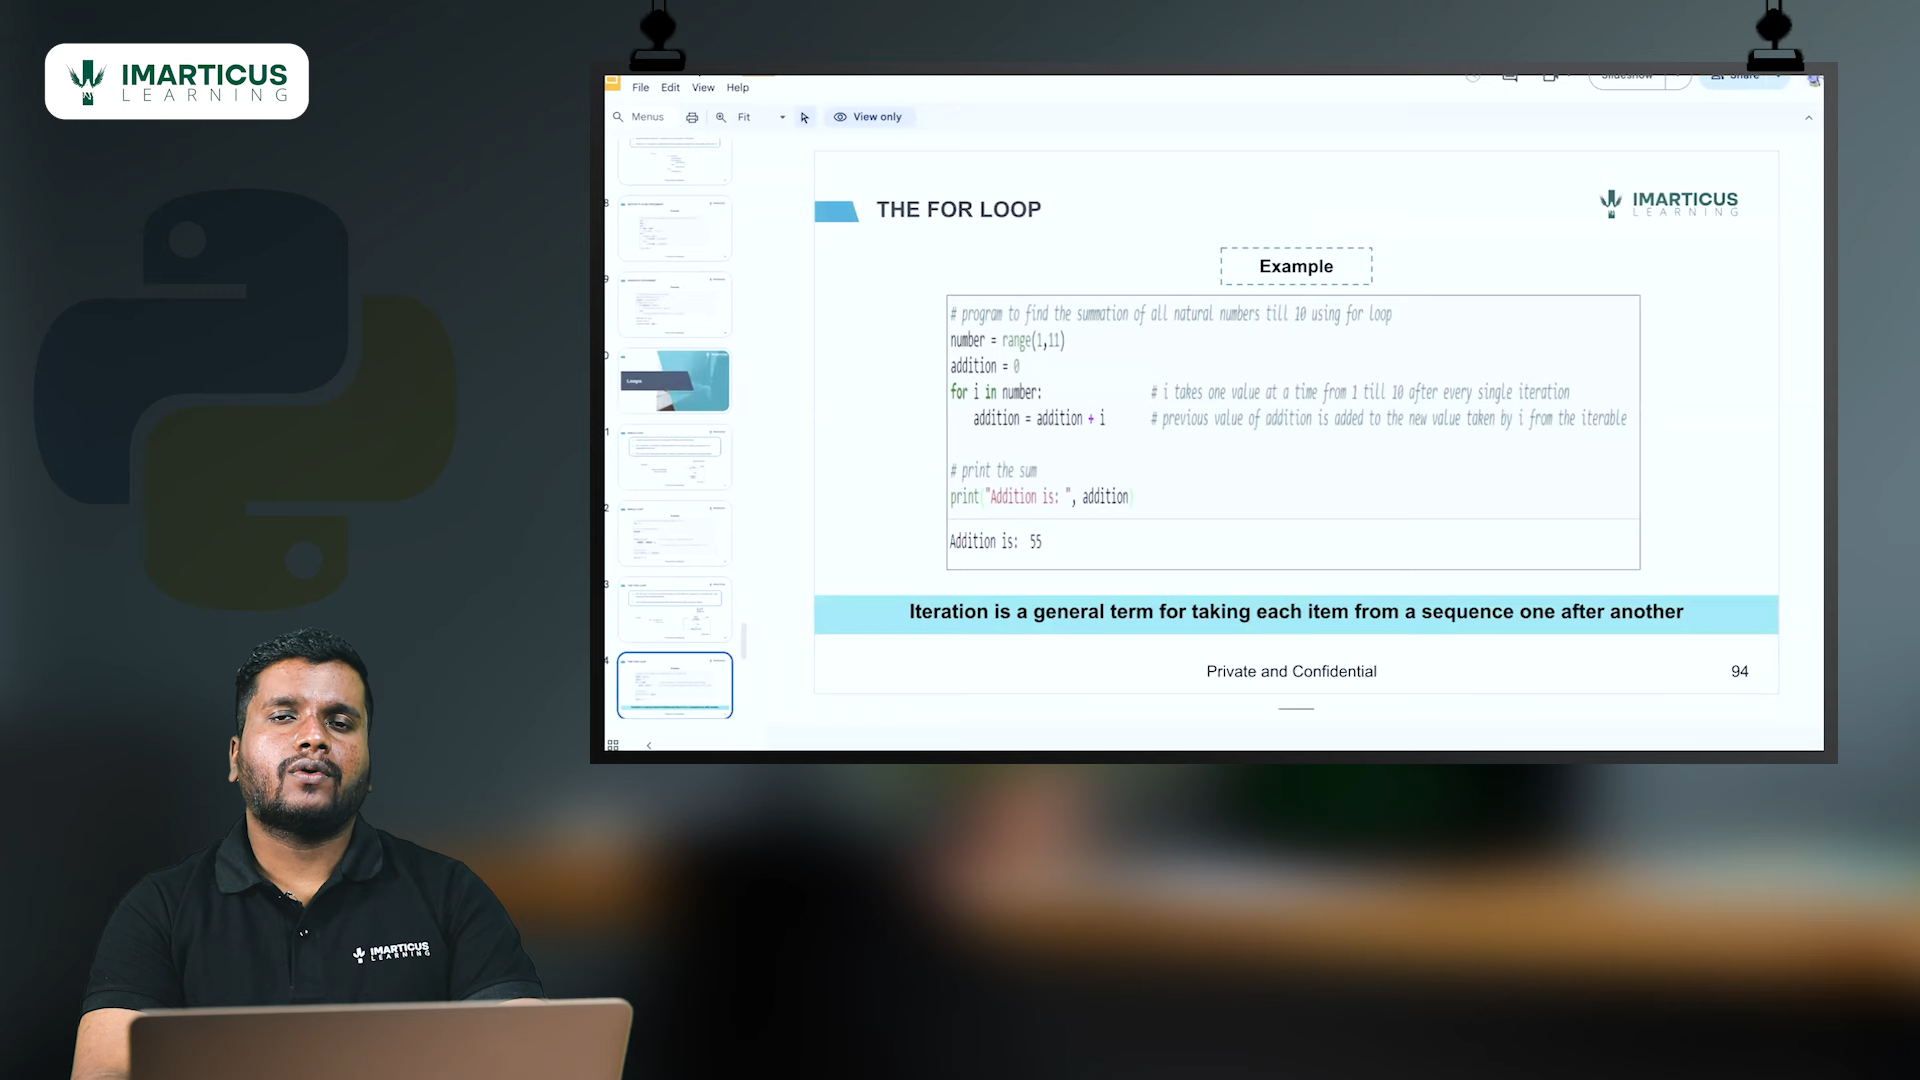 IMARTICUS
LEARNING
File Edit View Help
Share
Menus
Fit
View only
THE FOR LOOP
IMARTICUS
LEARNING
Example
# program to find the summation of all natural numbers till 10 using for loop
number = range(1,11)
addition = 0
for i in number: # i takes one value at a time from 1 till 10 after every single iteration
addition = addition + i # previous value of addition is added to the new value taken by i from the iterable
# print the sum
print("Addition is: ", addition)
Addition is: 55
Iteration is a general term for taking each item from a sequence one after another
Private and Confidential
94
Loops
IMARTICUS
LEARNING